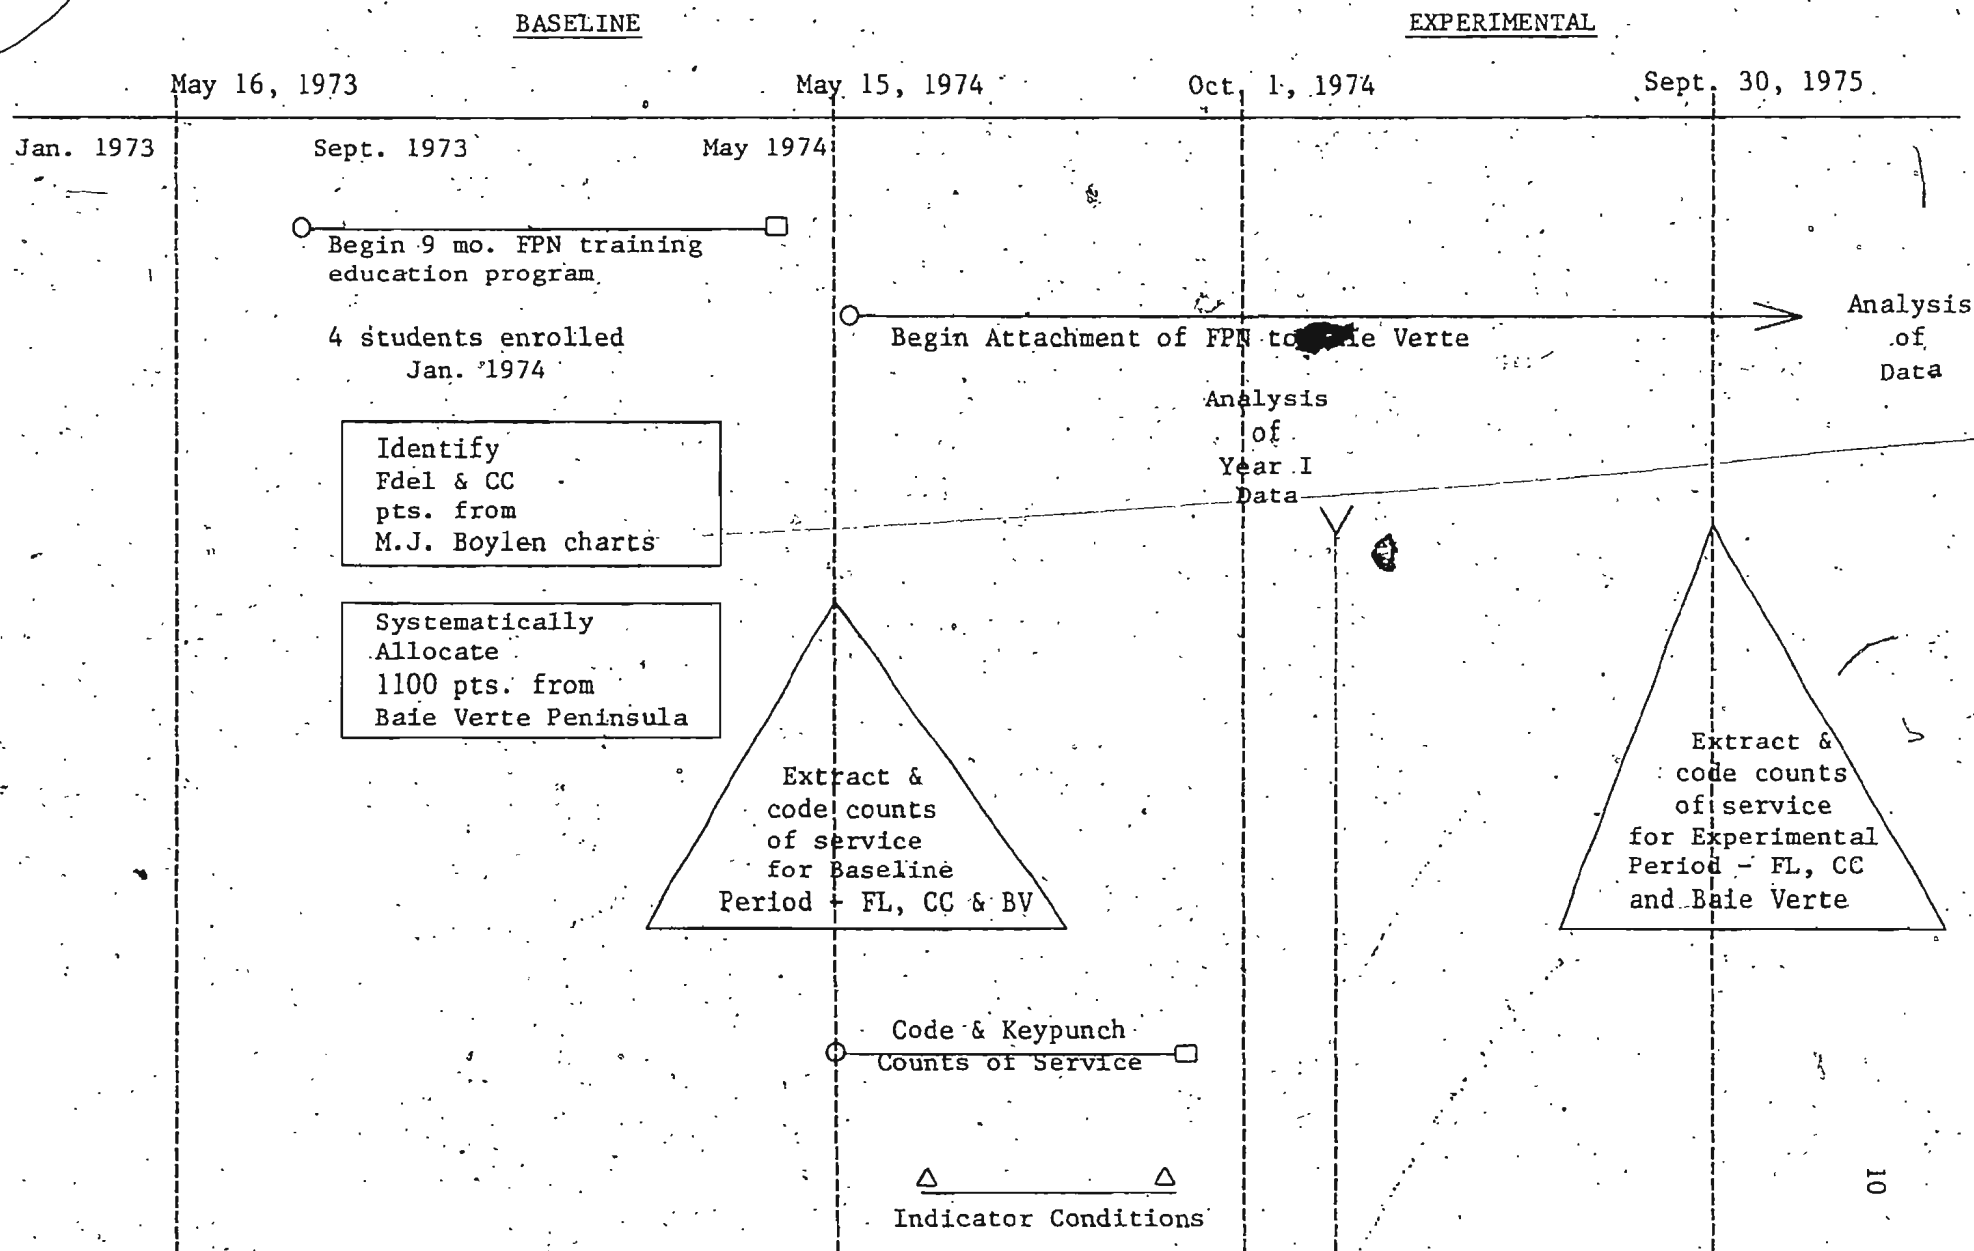 BASELINE
EXPERIMENTAL
May 16, 1973
May 15, 1974
Oct. 1, 1974
Sept. 30, 1975
Jan. 1973
Sept. 1973
May 1974
Begin 9 mo. FPN training
education program
4 students enrolled
Jan. 1974
Begin Attachment of FPN to Verte
Analysis
of
Data
Analysis
of
Year I
Data
Identify
Fdel & CC
pts. from
M.J. Boylen charts
Systematically
Allocate
1100 pts. from
Baie Verte Peninsula
Extract &
code counts
of service
for Baseline
Period - FL, CC & BV
Extract &
code counts
of service
for Experimental
Period - FL, CC
and Baie Verte
Code & Keypunch
Counts of Service
Indicator Conditions
10